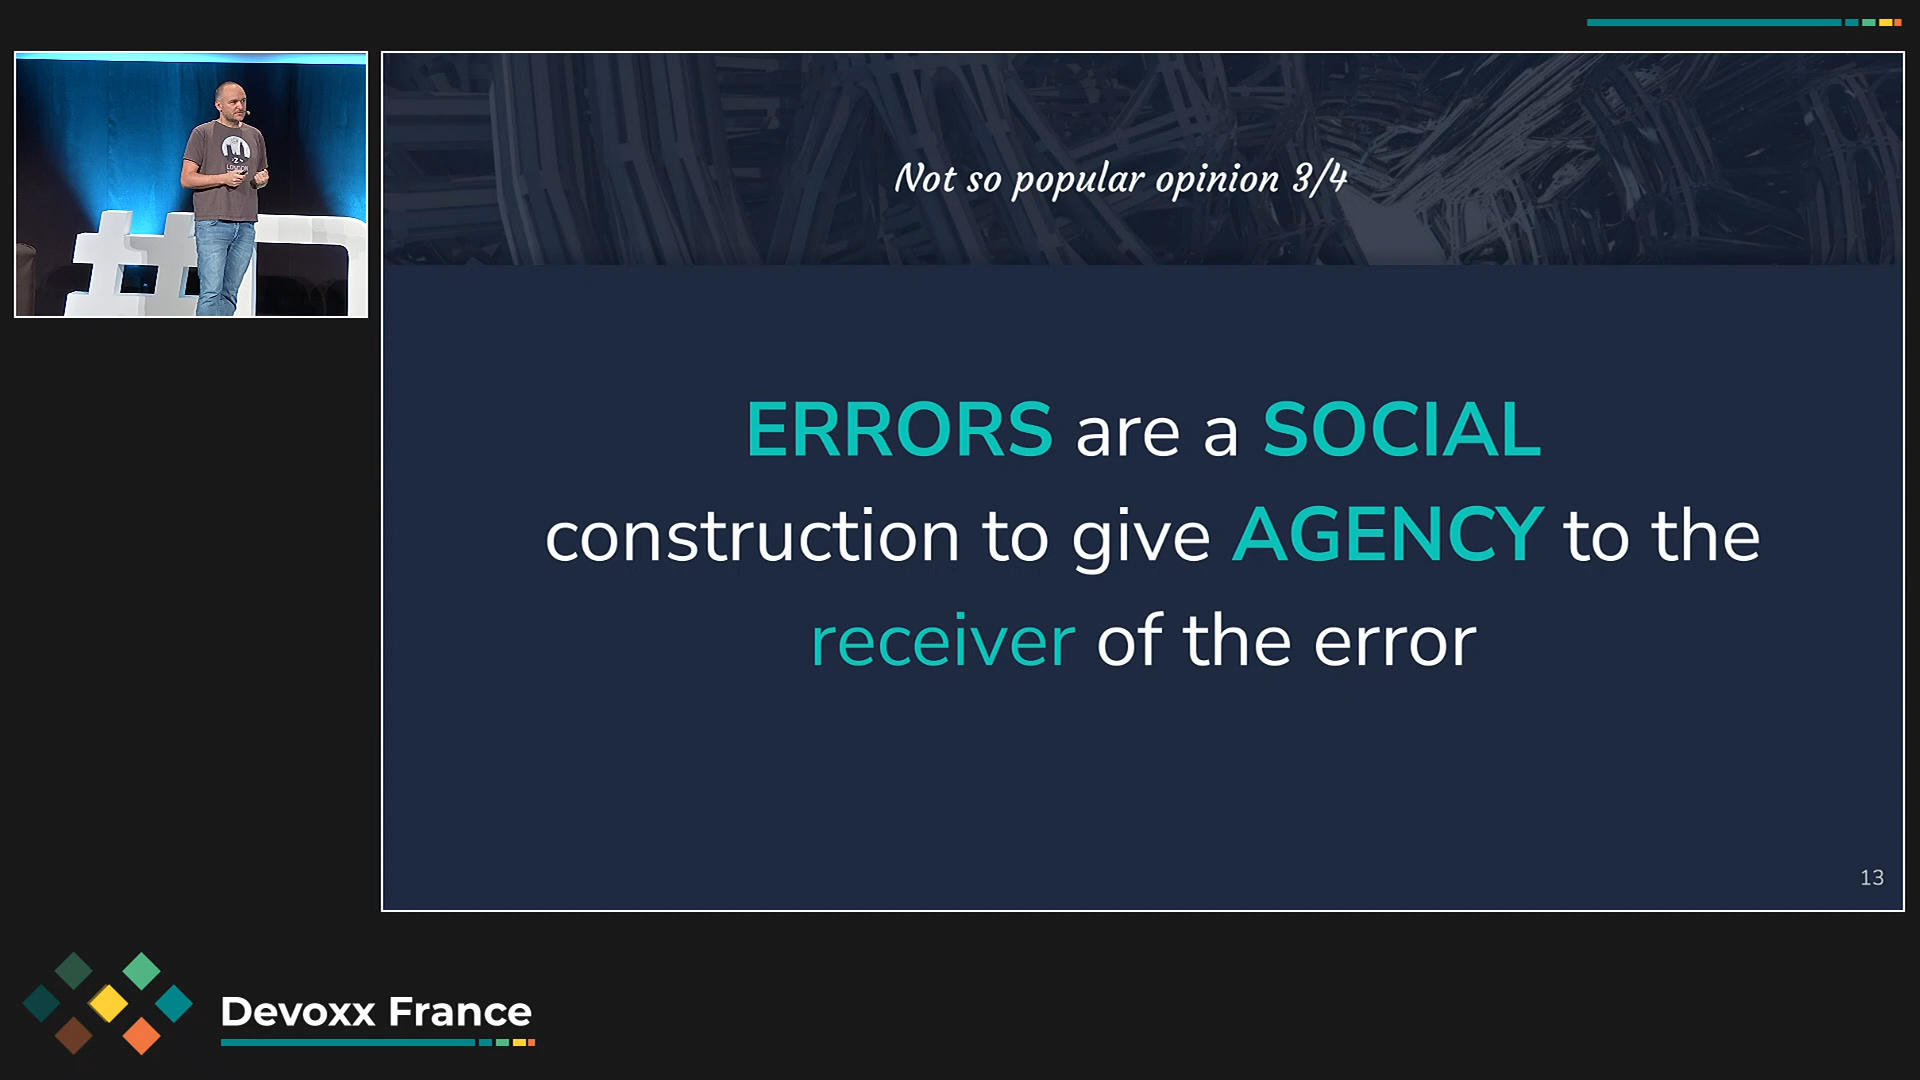 Not so popular opinion 3/4
ERRORS are a SOCIAL
construction to give AGENCY to the
receiver of the error
13
Devoxx France